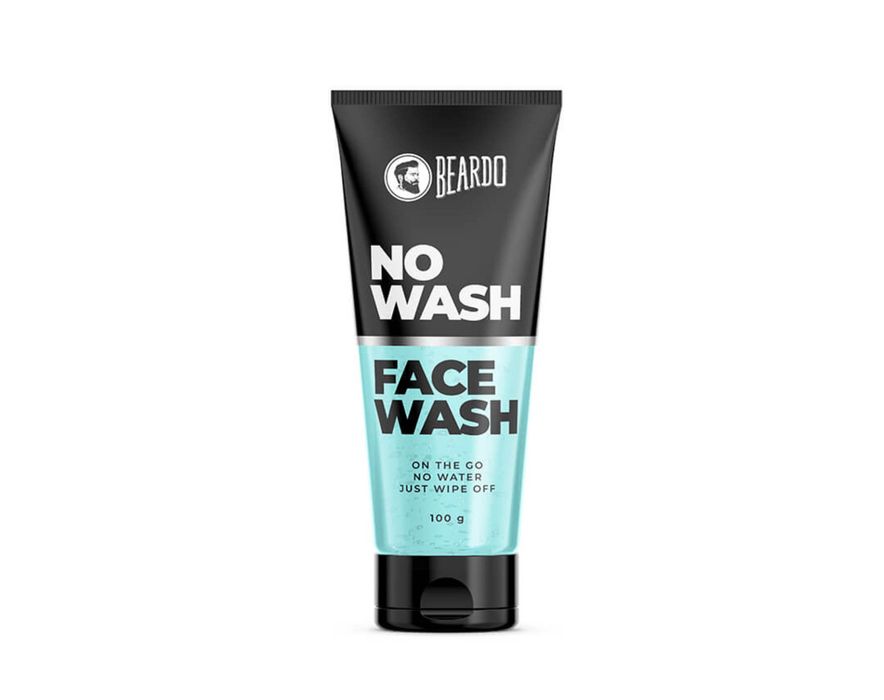 BEARDO
NO
WASH
FACE
WASH
ON THE GO
NO WATER
JUST WIPE OFF
100 g